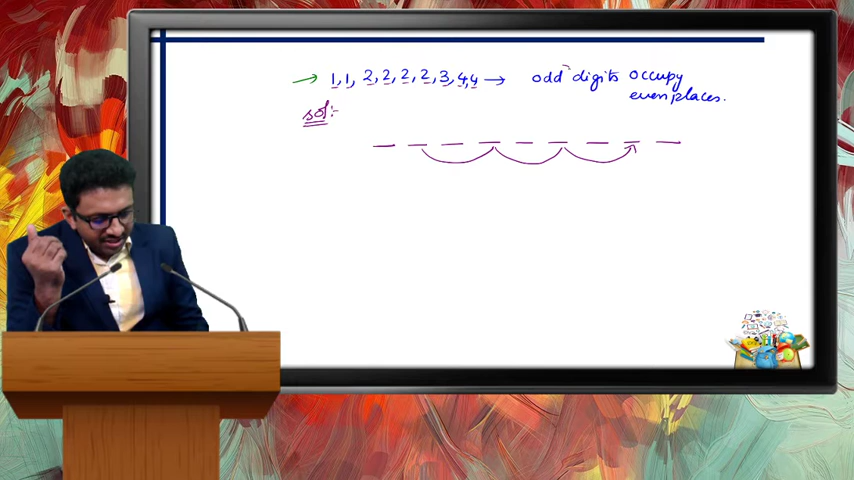 → 1,1, 2,2,2,2,3,4,4 → odd digits occupy
even places.
Sol:-